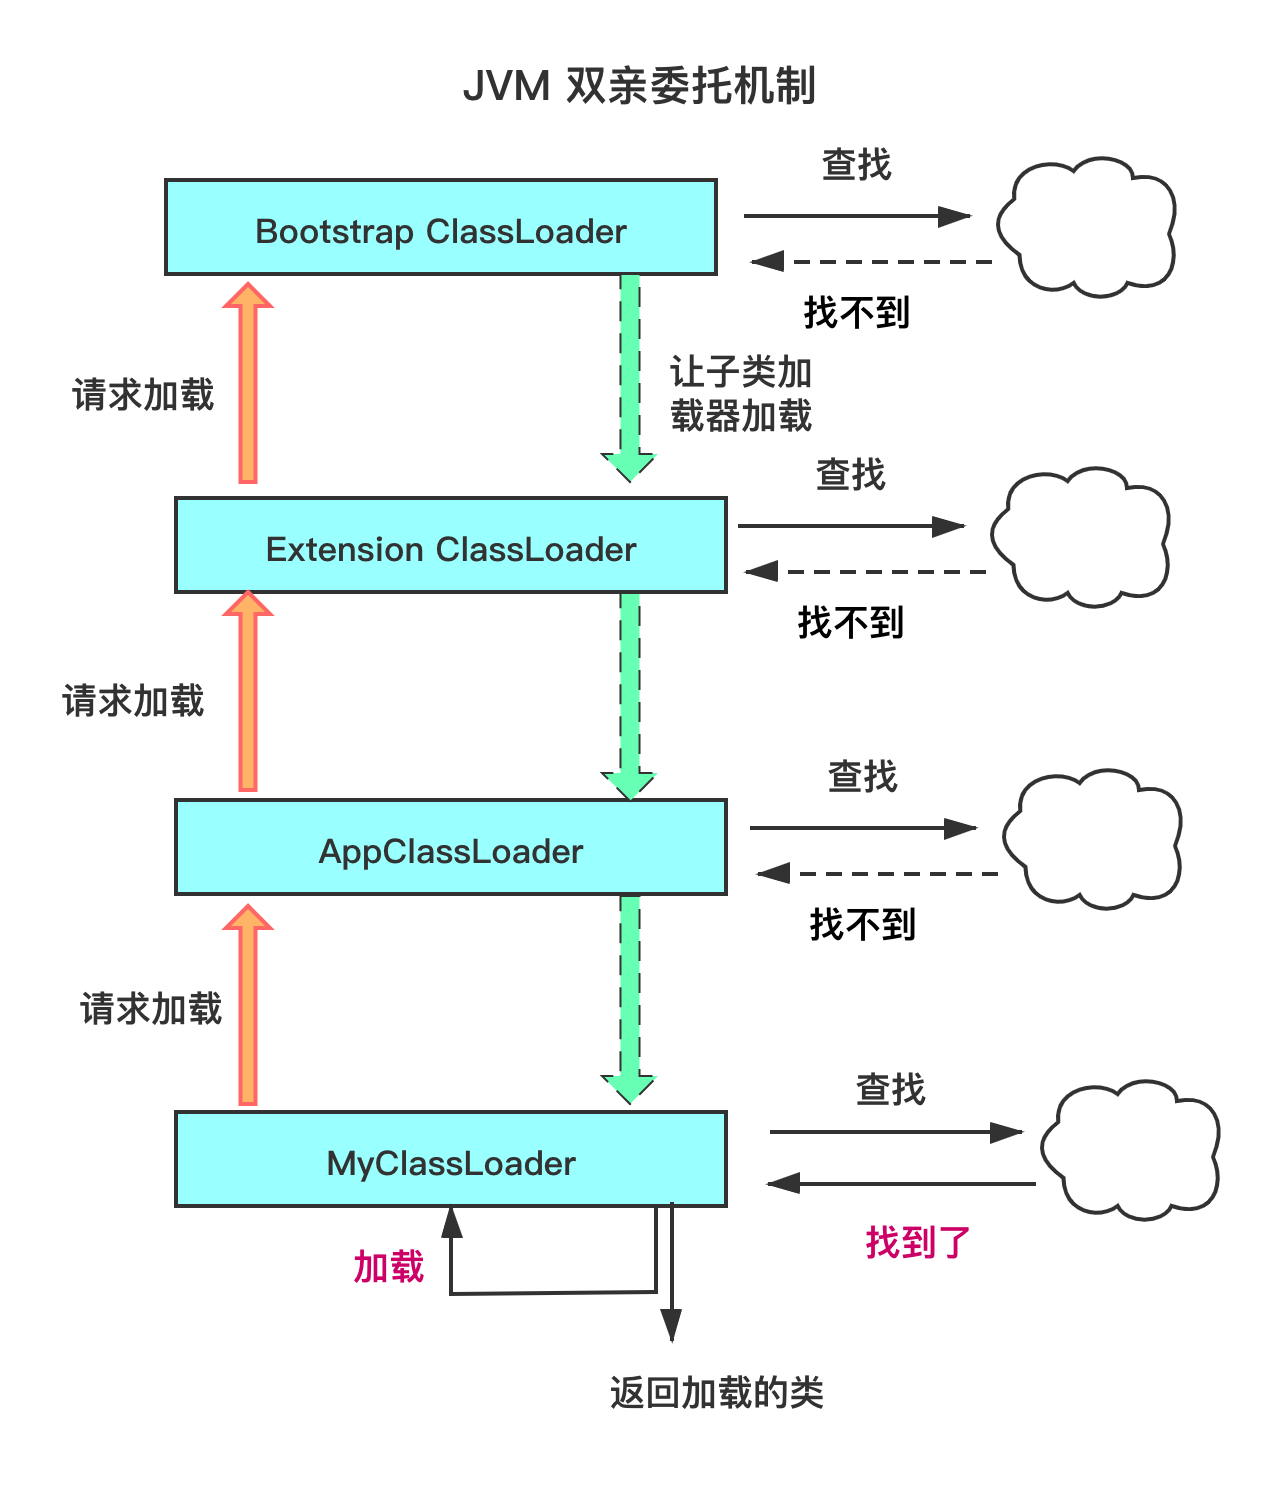 JVM 双亲委托机制
查找
Bootstrap ClassLoader
找不到
请求加载
让子类加
载器加载
查找
Extension ClassLoader
找不到
请求加载
查找
AppClassLoader
找不到
请求加载
查找
MyClassLoader
找到了
加载
返回加载的类